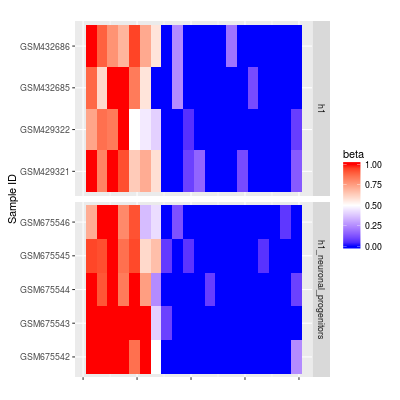 GSM432686
GSM432685
GSM429322
GSM429321
h1
GSM675546
GSM675545
GSM675544
GSM675543
GSM675542
h1_neuronal_progenitors
Sample ID
beta
1.00
0.75
0.50
0.25
0.00